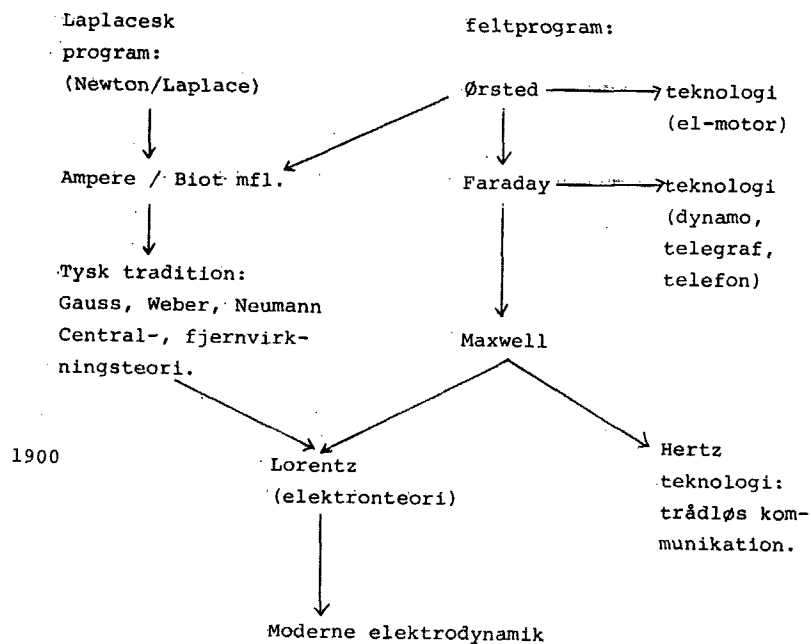 Laplacesk
program:
(Newton/Laplace)
feltprogram:
Ørsted
teknologi
(el-motor)
Ampere / Biot mfl.
Faraday
teknologi
(dynamo,
telegraf,
telefon)
Tysk tradition:
Gauss, Weber, Neumann
Central-, fjernvirk-
ningsteori.
Maxwell
1900
Lorentz
(elektronteori)
Hertz
teknologi:
trådløs kom-
munikation.
Moderne elektrodynamik